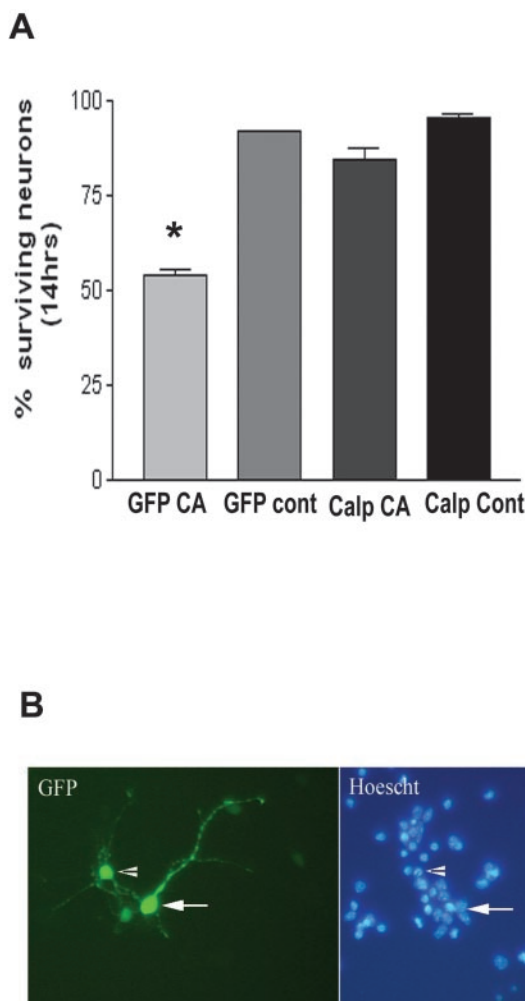 A
% surviving neurons
(14hrs)
100
75
50
25
0
*
GFP CA GFP cont Calp CA Calp Cont
B
GFP Hoescht